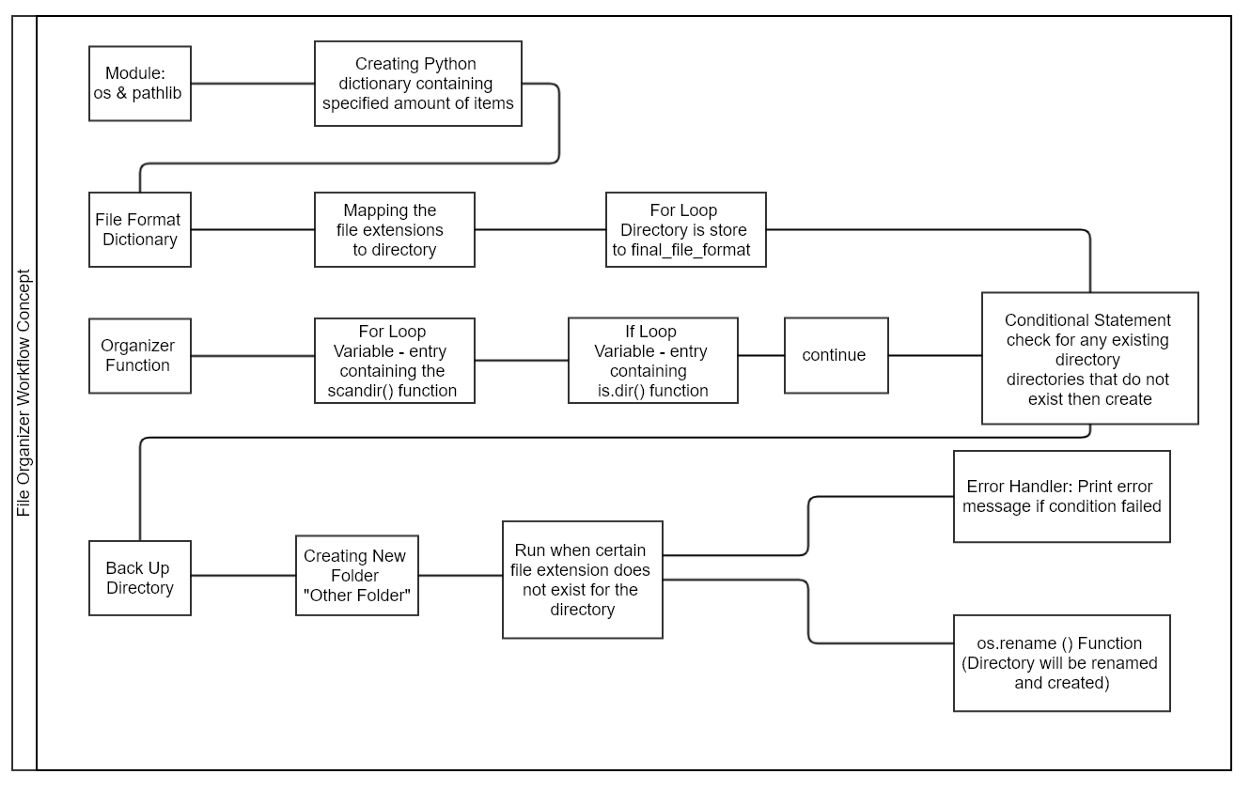 File Organizer Workflow Concept
Module:
os & pathlib
Creating Python
dictionary containing
specified amount of items
File Format
Dictionary
Mapping the
file extensions
to directory
For Loop
Directory is store
to final_file_format
Organizer
Function
For Loop
Variable - entry
containing the
scandir() function
If Loop
Variable - entry
containing
is.dir() function
continue
Conditional Statement
check for any existing
directory
directories that do not
exist then create
Back Up
Directory
Creating New
Folder
"Other Folder"
Run when certain
file extension does
not exist for the
directory
Error Handler: Print error
message if condition failed
os.rename () Function
(Directory will be renamed
and created)